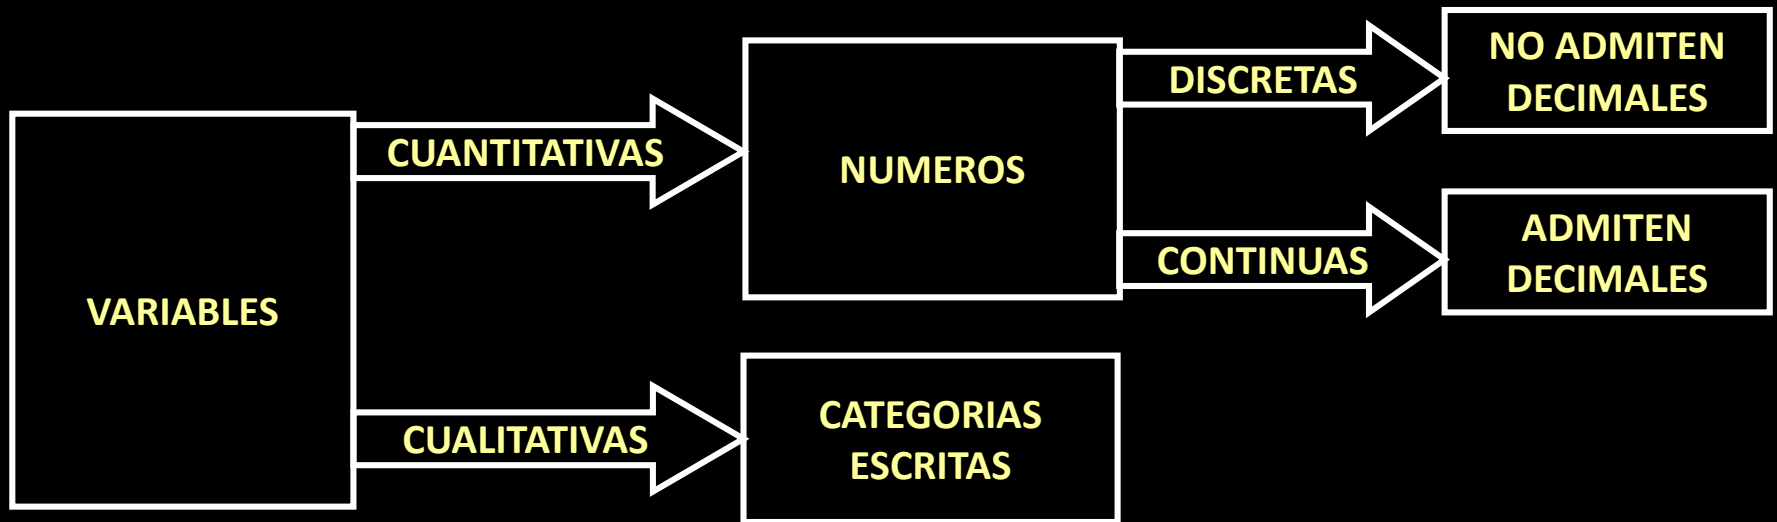 VARIABLES
CUANTITATIVAS
NUMEROS
DISCRETAS
NO ADMITEN
DECIMALES
CONTINUAS
ADMITEN
DECIMALES
CUALITATIVAS
CATEGORIAS
ESCRITAS